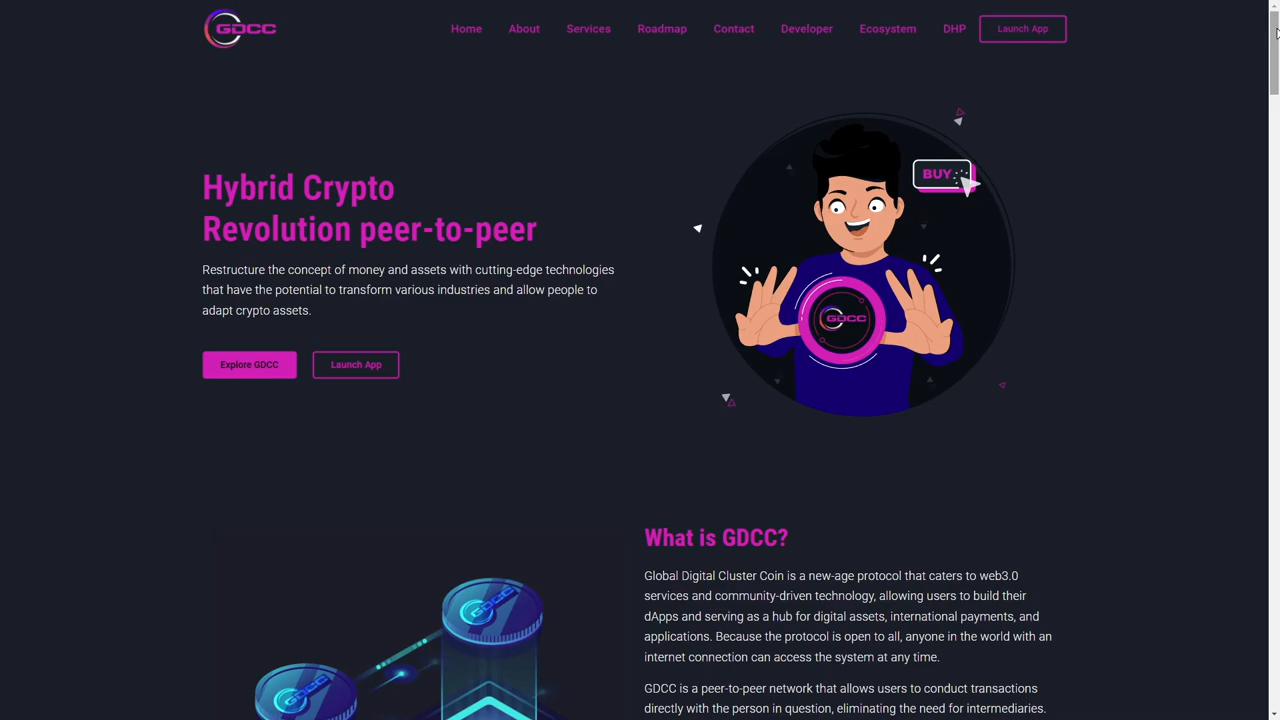 GDCC
Home About Services Roadmap Contact Developer Ecosystem DHP Launch App
Hybrid Crypto
Revolution peer-to-peer
Restructure the concept of money and assets with cutting-edge technologies
that have the potential to transform various industries and allow people to
adapt crypto assets.
Explore GDCC Launch App
BUY
GDCC
What is GDCC?
Global Digital Cluster Coin is a new-age protocol that caters to web3.0
services and community-driven technology, allowing users to build their
dApps and serving as a hub for digital assets, international payments, and
applications. Because the protocol is open to all, anyone in the world with an
internet connection can access the system at any time.
GDCC is a peer-to-peer network that allows users to conduct transactions
directly with the person in question, eliminating the need for intermediaries.
GDCC
GDCC